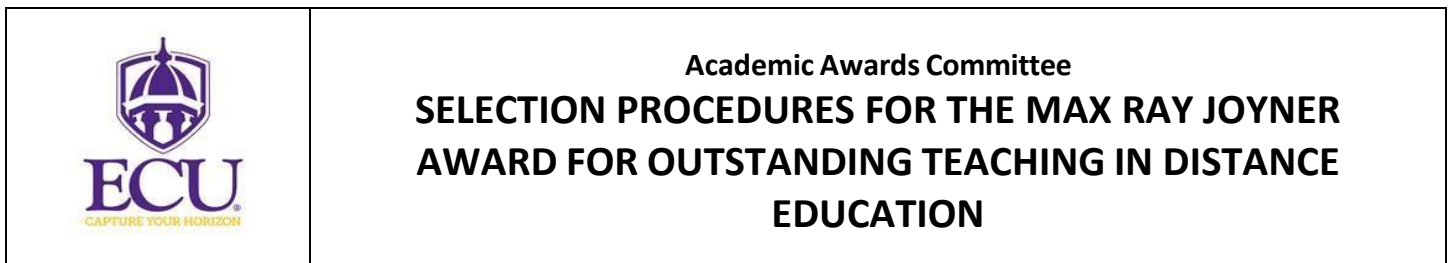 ECU
CAPTURE YOUR HORIZON
Academic Awards Committee
SELECTION PROCEDURES FOR THE MAX RAY JOYNER
AWARD FOR OUTSTANDING TEACHING IN DISTANCE
EDUCATION